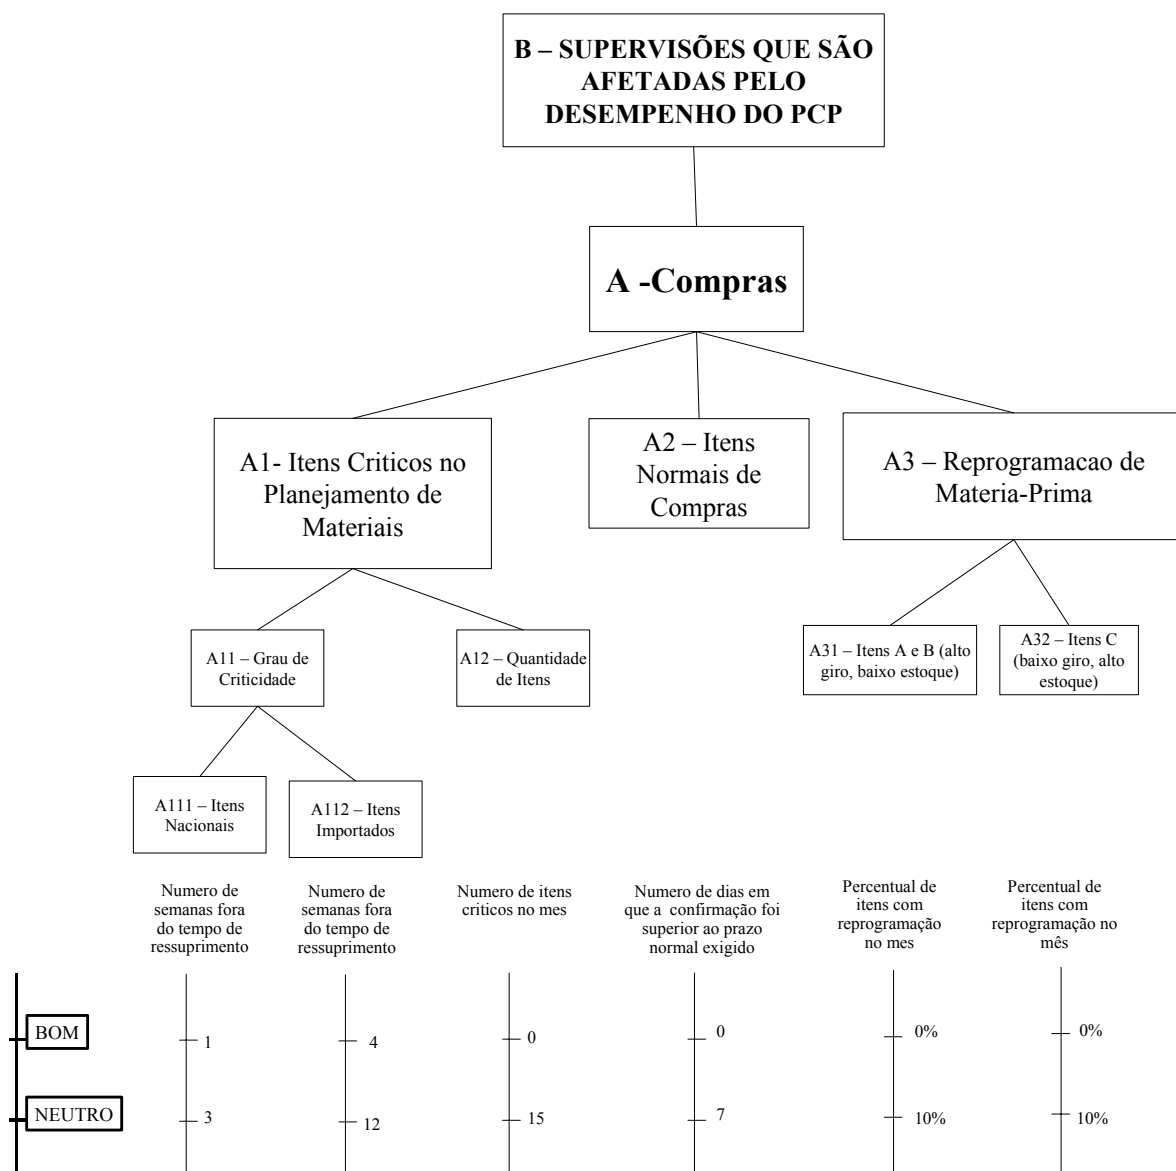 B – SUPERVISÕES QUE SÃO
AFETADAS PELO
DESEMPENHO DO PCP
A -Compras
A1- Itens Criticos no
Planejamento de
Materiais
A2 – Itens
Normais de
Compras
A3 – Reprogramacao de
Materia-Prima
A11 – Grau de
Criticidade
A12 – Quantidade
de Itens
A31 – Itens A e B (alto
giro, baixo estoque)
A32 – Itens C
(baixo giro, alto
estoque)
A111 – Itens
Nacionais
A112 – Itens
Importados
Numero de
semanas fora
do tempo de
ressuprimento
Numero de
semanas fora
do tempo de
ressuprimento
Numero de itens
criticos no mes
Numero de dias em
que a confirmação foi
superior ao prazo
normal exigido
Percentual de
itens com
reprogramação
no mes
Percentual de
itens com
reprogramação no
mês
BOM
1
4
0
0
0%
0%
NEUTRO
3
12
15
7
10%
10%